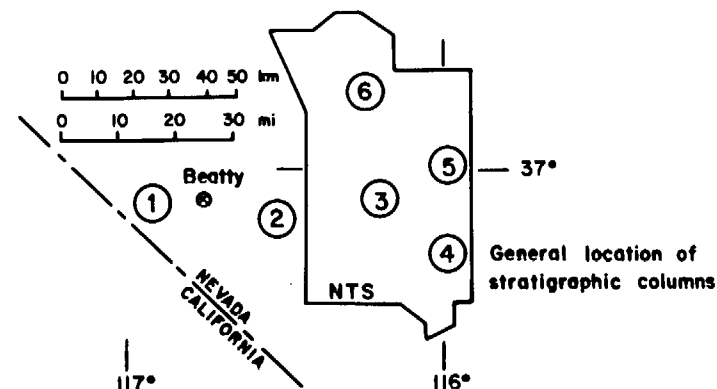 0 10 20 30 40 50 km
0 10 20 30 mi
6
Beatty
5
37°
1
2
3
4
General location of
stratigraphic columns
NTS
NEVADA
CALIFORNIA
117°
116°